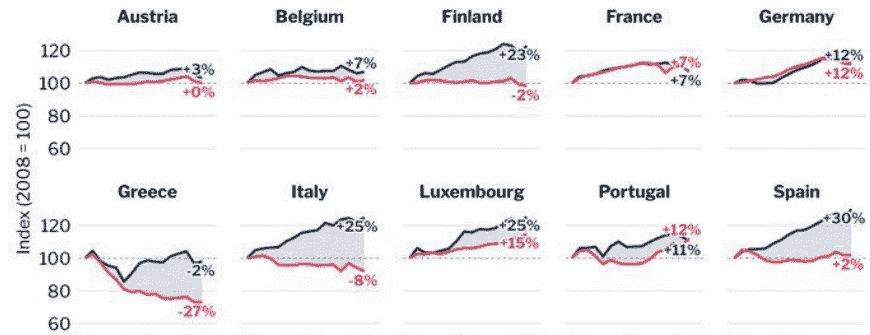 Austria Belgium Finland France Germany
120
+3% +7% +23% +7% +12%
100
+0% +2% -2% +7% +12%
80
60
Index (2008 = 100)
Greece Italy Luxembourg Portugal Spain
120
+25% +25% +12% +30%
100
-2% -8% +15% +11% +2%
80
-27%
60